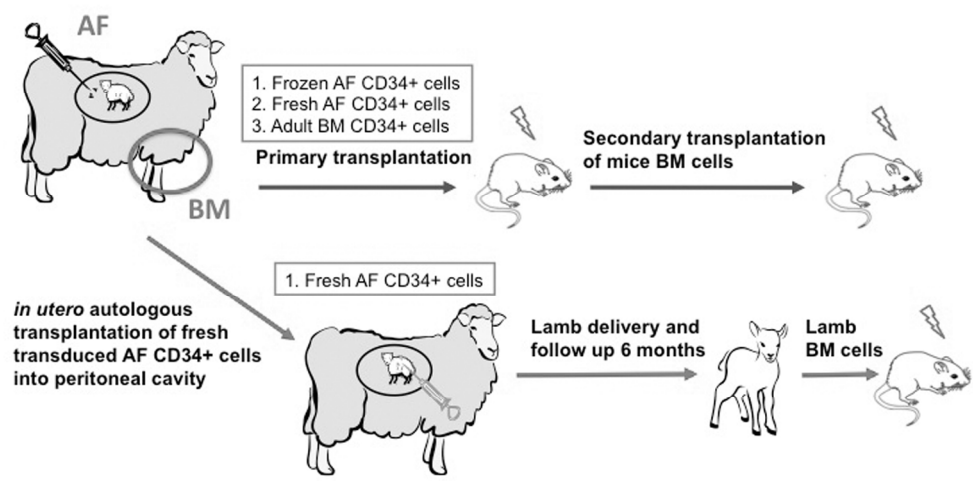 AF
1. Frozen AF CD34+ cells
2. Fresh AF CD34+ cells
3. Adult BM CD34+ cells
Primary transplantation
Secondary transplantation
of mice BM cells
BM
1. Fresh AF CD34+ cells
in utero autologous
transplantation of fresh
transduced AF CD34+ cells
into peritoneal cavity
Lamb delivery and
follow up 6 months
Lamb
BM cells